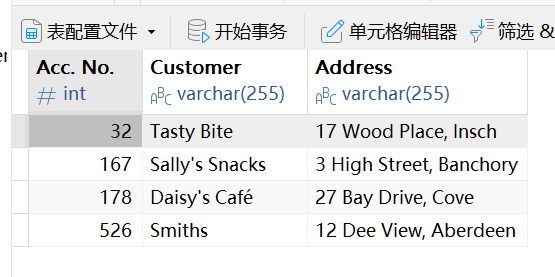 表配置文件 开始事务 单元格编辑器 筛选 &
Acc. No. Customer Address
# int ABC varchar(255) ABC varchar(255)
32 Tasty Bite 17 Wood Place, Insch
167 Sally's Snacks 3 High Street, Banchory
178 Daisy's Café 27 Bay Drive, Cove
526 Smiths 12 Dee View, Aberdeen